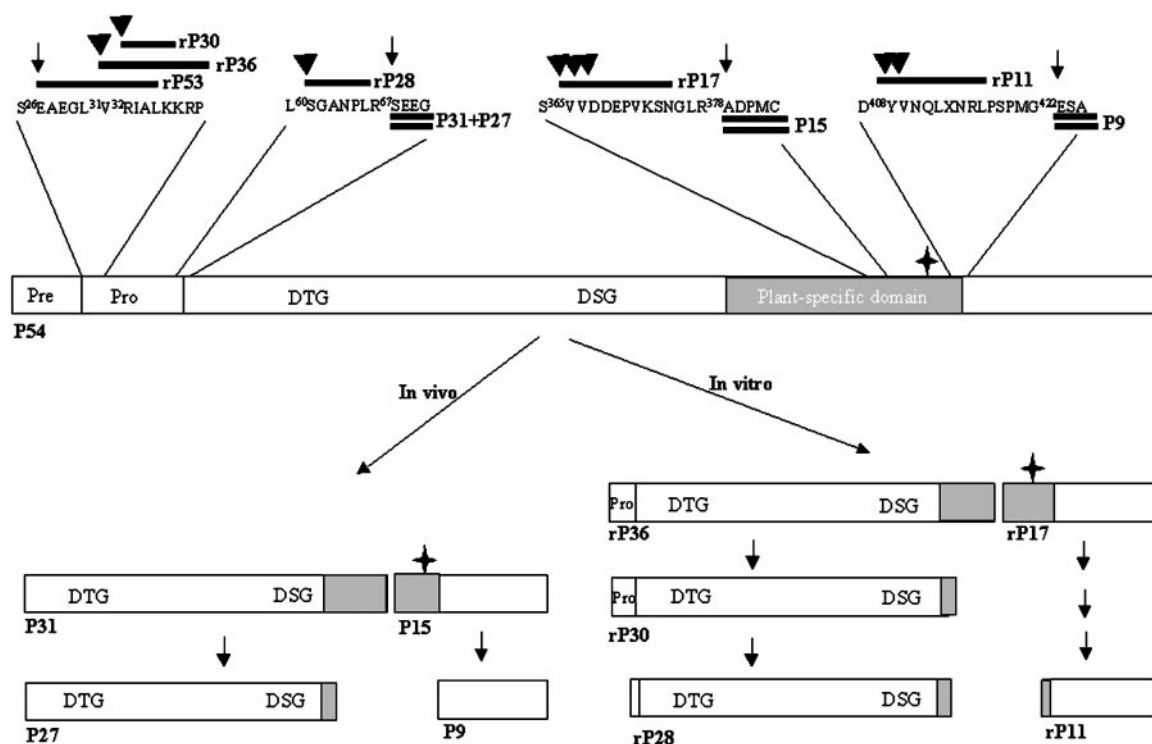 rP30
rP36
rP53
S²⁶EAEGL³¹V³²RIALKKRP
rP28
L⁶⁰SGANPLR⁶⁷SEEG
P31+P27
rP17
S³⁶⁵VVDDEPVKSNGLR³⁷⁸ADPMC
P15
rP11
D⁴⁰⁸YVNQLXNRLPSPMG⁴²²ESA
P9
Pre Pro DTG DSG Plant-specific domain
P54
In vivo
In vitro
Pro DTG DSG
rP36 rP17
DTG DSG
P31 P15
Pro DTG DSG
rP30
DTG DSG
P27 P9
DTG DSG
rP28 rP11